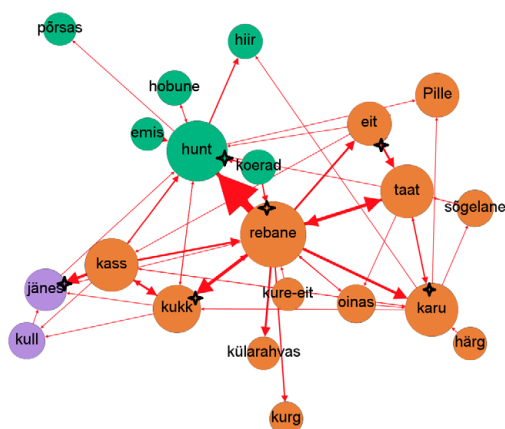 põrsas
hiir
hobune
Pille
emis
eit
hunt
koerad
taat
sõgelane
rebane
kass
jänes
kukk
kure-eit
oinas
karu
kull
härg
külarahvas
kurg